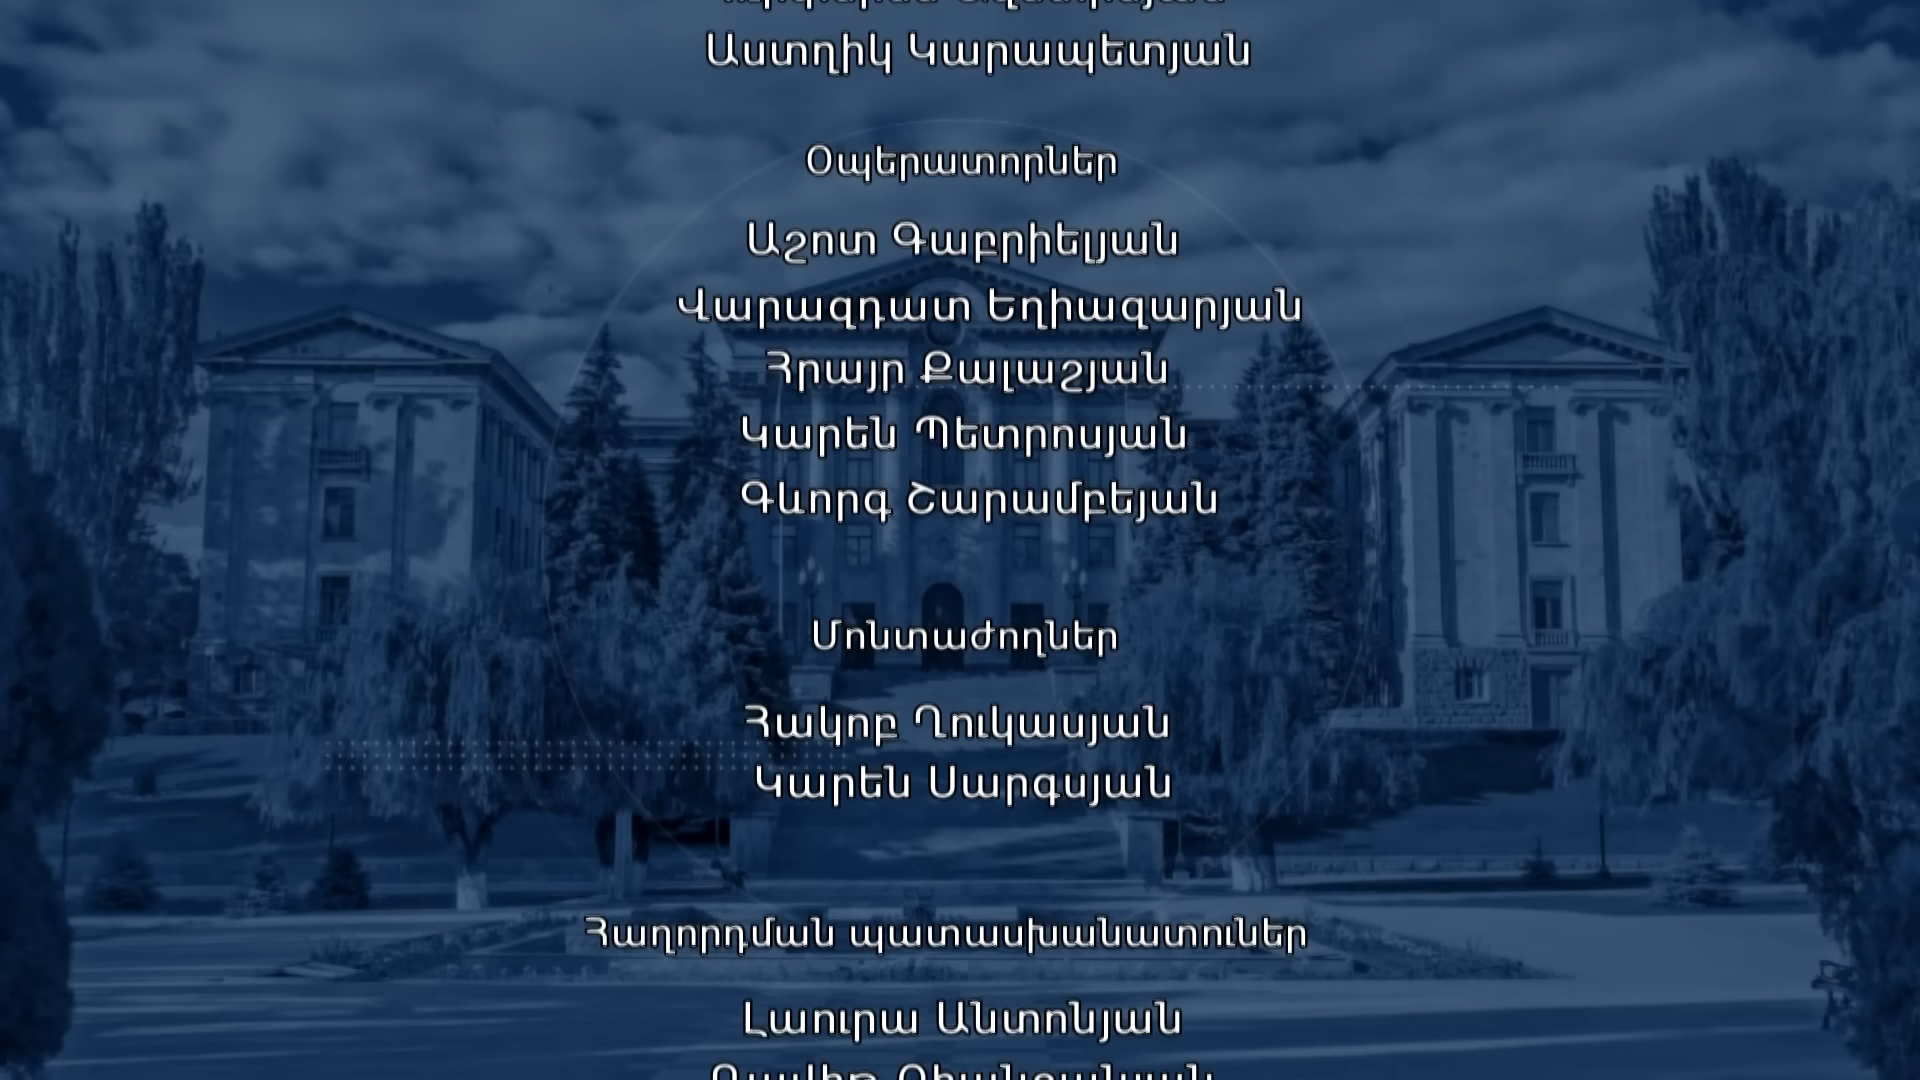 Աստղիկ Կարապետյան
Օպերատորներ
Աշոտ Գաբրիելյան
Վարազդատ Եղիազարյան
Հրայր Քալաշյան
Կարեն Պետրոսյան
Գևորգ Շարամբեյան
Մոնտաժողներ
Հակոբ Ղուկասյան
Կարեն Սարգսյան
Հաղորդման պատասխանատուներ
Լաուրա Անտոնյան